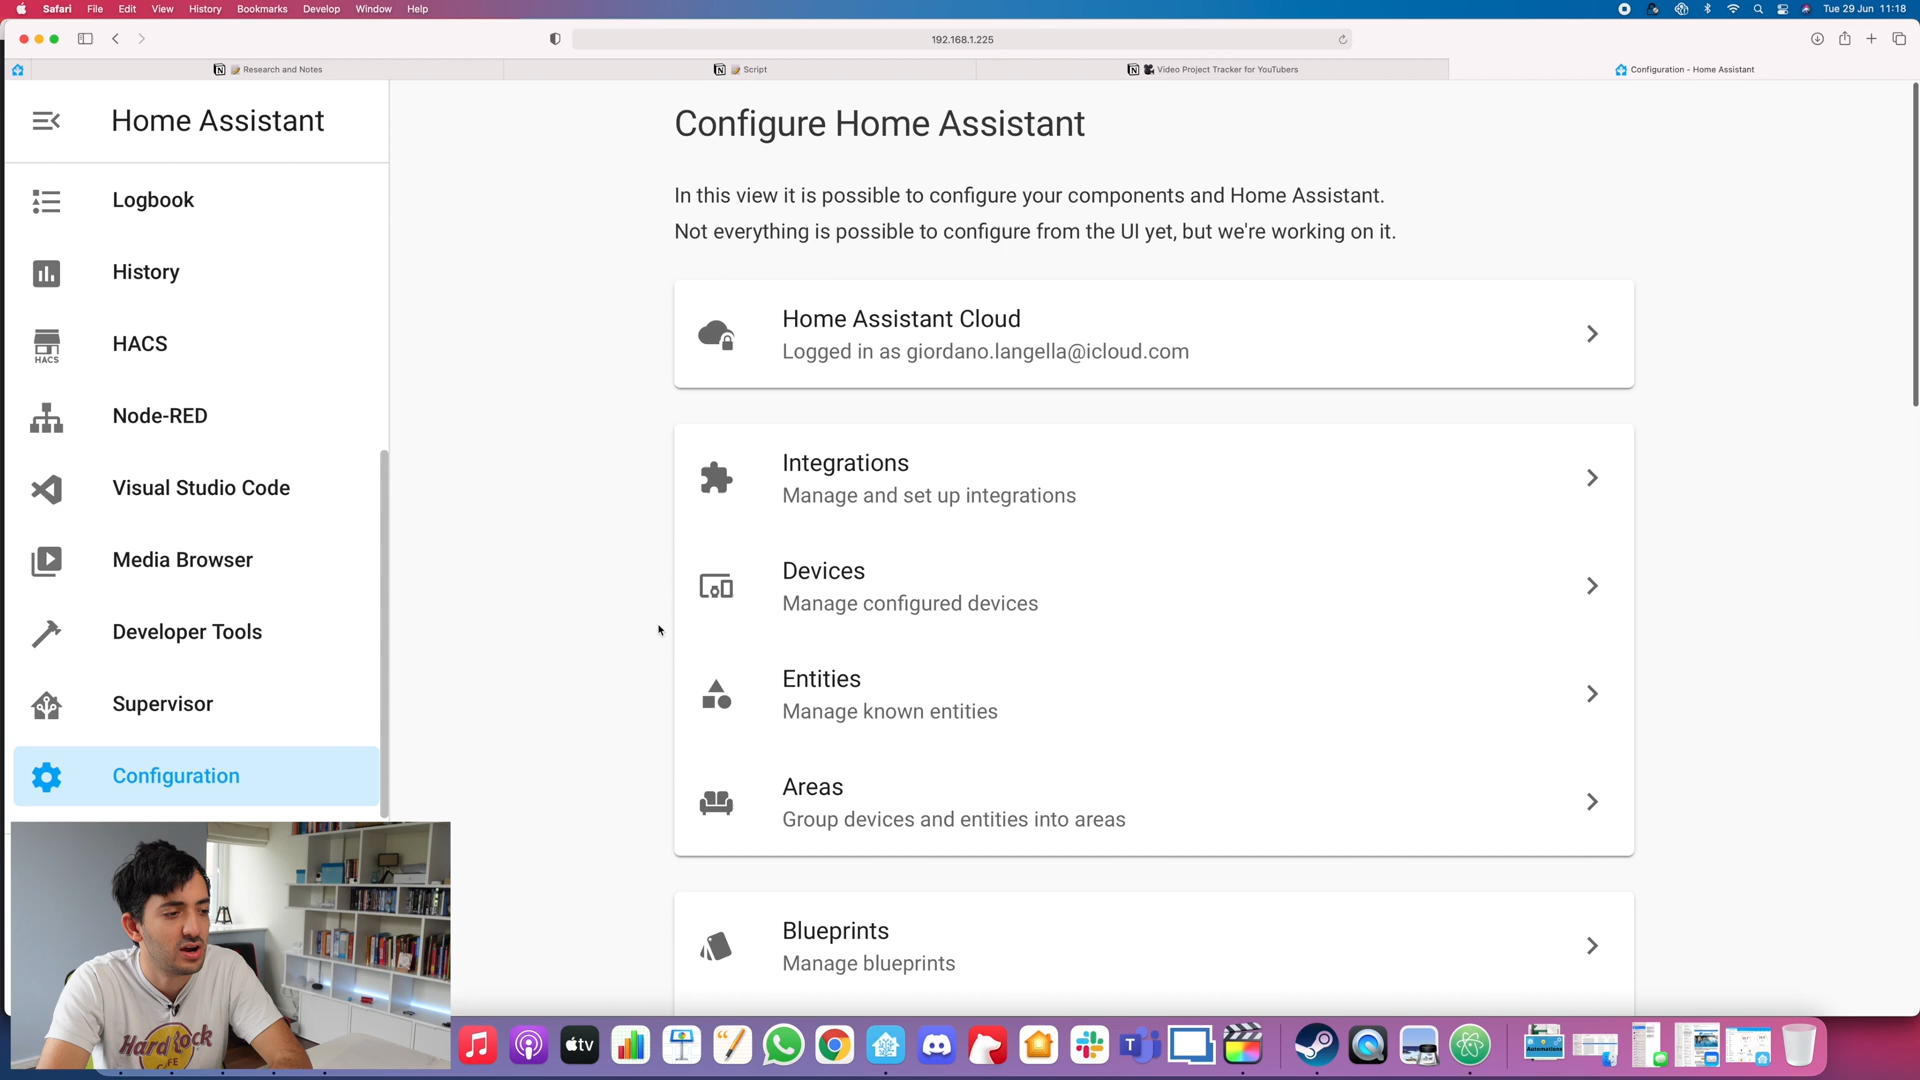 Safari File Edit View History Bookmarks Develop Window Help
Tue 29 Jun 11:18
192.168.1.225
Research and Notes
Script
Video Project Tracker for YouTubers
Configuration - Home Assistant
Home Assistant
Logbook
History
HACS
HACS
Node-RED
Visual Studio Code
Media Browser
Developer Tools
Supervisor
Configuration
Configure Home Assistant
In this view it is possible to configure your components and Home Assistant.
Not everything is possible to configure from the UI yet, but we're working on it.
Home Assistant Cloud
Logged in as giordano.langella@icloud.com
Integrations
Manage and set up integrations
Devices
Manage configured devices
Entities
Manage known entities
Areas
Group devices and entities into areas
Blueprints
Manage blueprints
Hard Rock
CAFE
tv
Automations